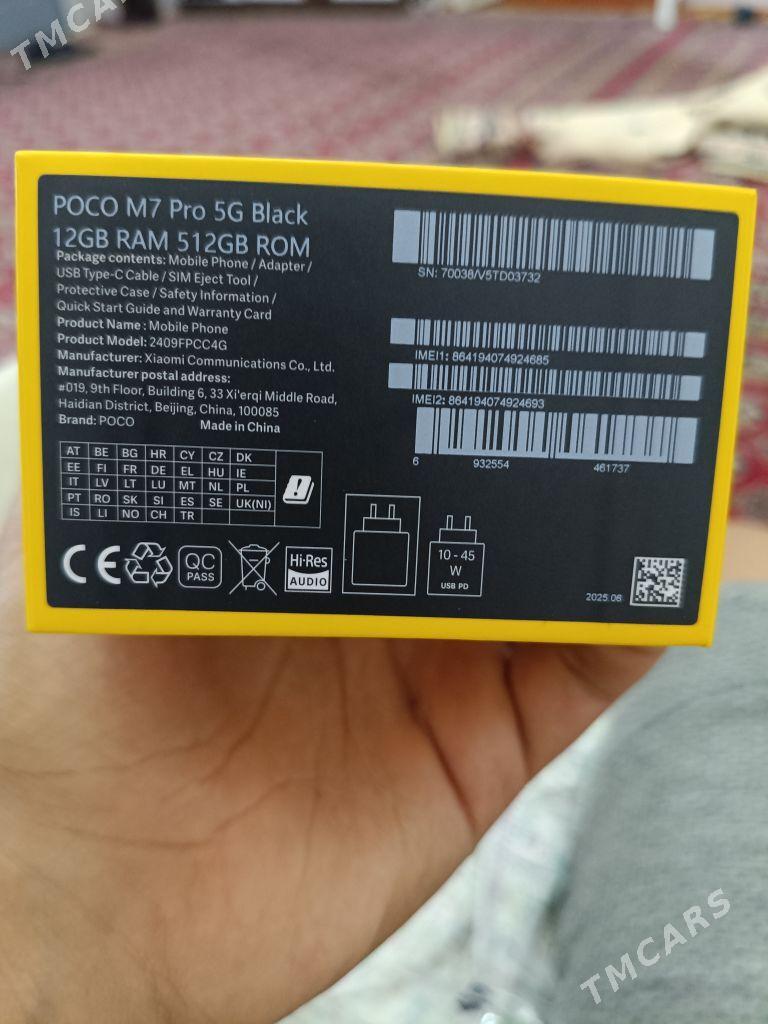 TMCARS
POCO M7 Pro 5G Black
12GB RAM 512GB ROM
Package contents: Mobile Phone / Adapter /
USB Type-C Cable / SIM Eject Tool /
Protective Case / Safety Information /
Quick Start Guide and Warranty Card
Product Name: Mobile Phone
Product Model: 2409FPCC4G
Manufacturer: Xiaomi Communications Co., Ltd.
Manufacturer postal address:
#019, 9th Floor, Building 6, 33 Xi'erqi Middle Road,
Haidian District, Beijing, China, 100085
Brand: POCO Made in China
SN: 70038/V5TD03732
IMEI1: 864194074924685
IMEI2: 864194074924693
6 932554 461737
AT BE BG HR CY CZ DK
EE FI FR DE EL HU IE
IT LV LT LU MT NL PL
PT RO SK SI ES SE UK(NI)
IS LI NO CH TR
CE
QC
PASS
Hi-Res
AUDIO
10 - 45
W
USB PD
2025.06
TMCARS